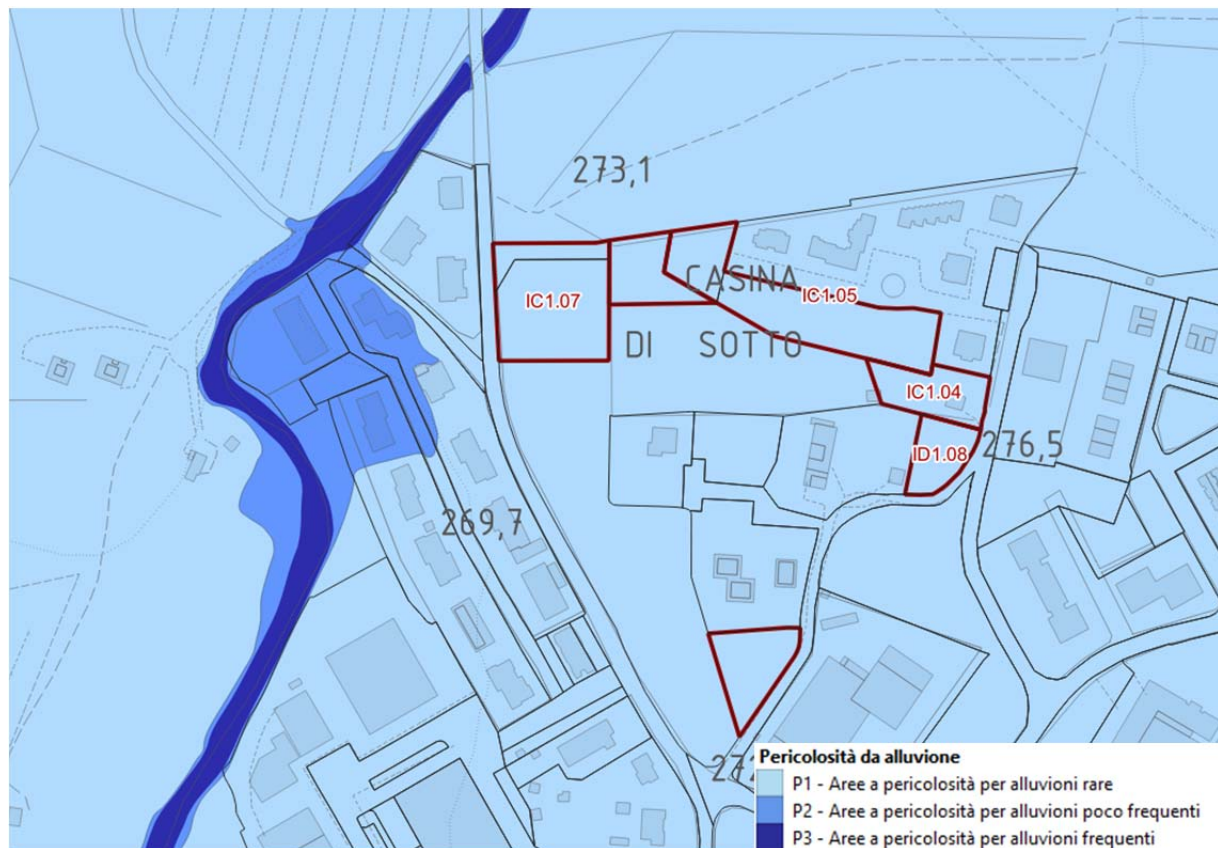 273,1
CASINA
IC1.05
IC1.07
DI SOTTO
IC1.04
276,5
ID1.08
269,7
Pericolosità da alluvione
P1 - Aree a pericolosità per alluvioni rare
P2 - Aree a pericolosità per alluvioni poco frequenti
P3 - Aree a pericolosità per alluvioni frequenti